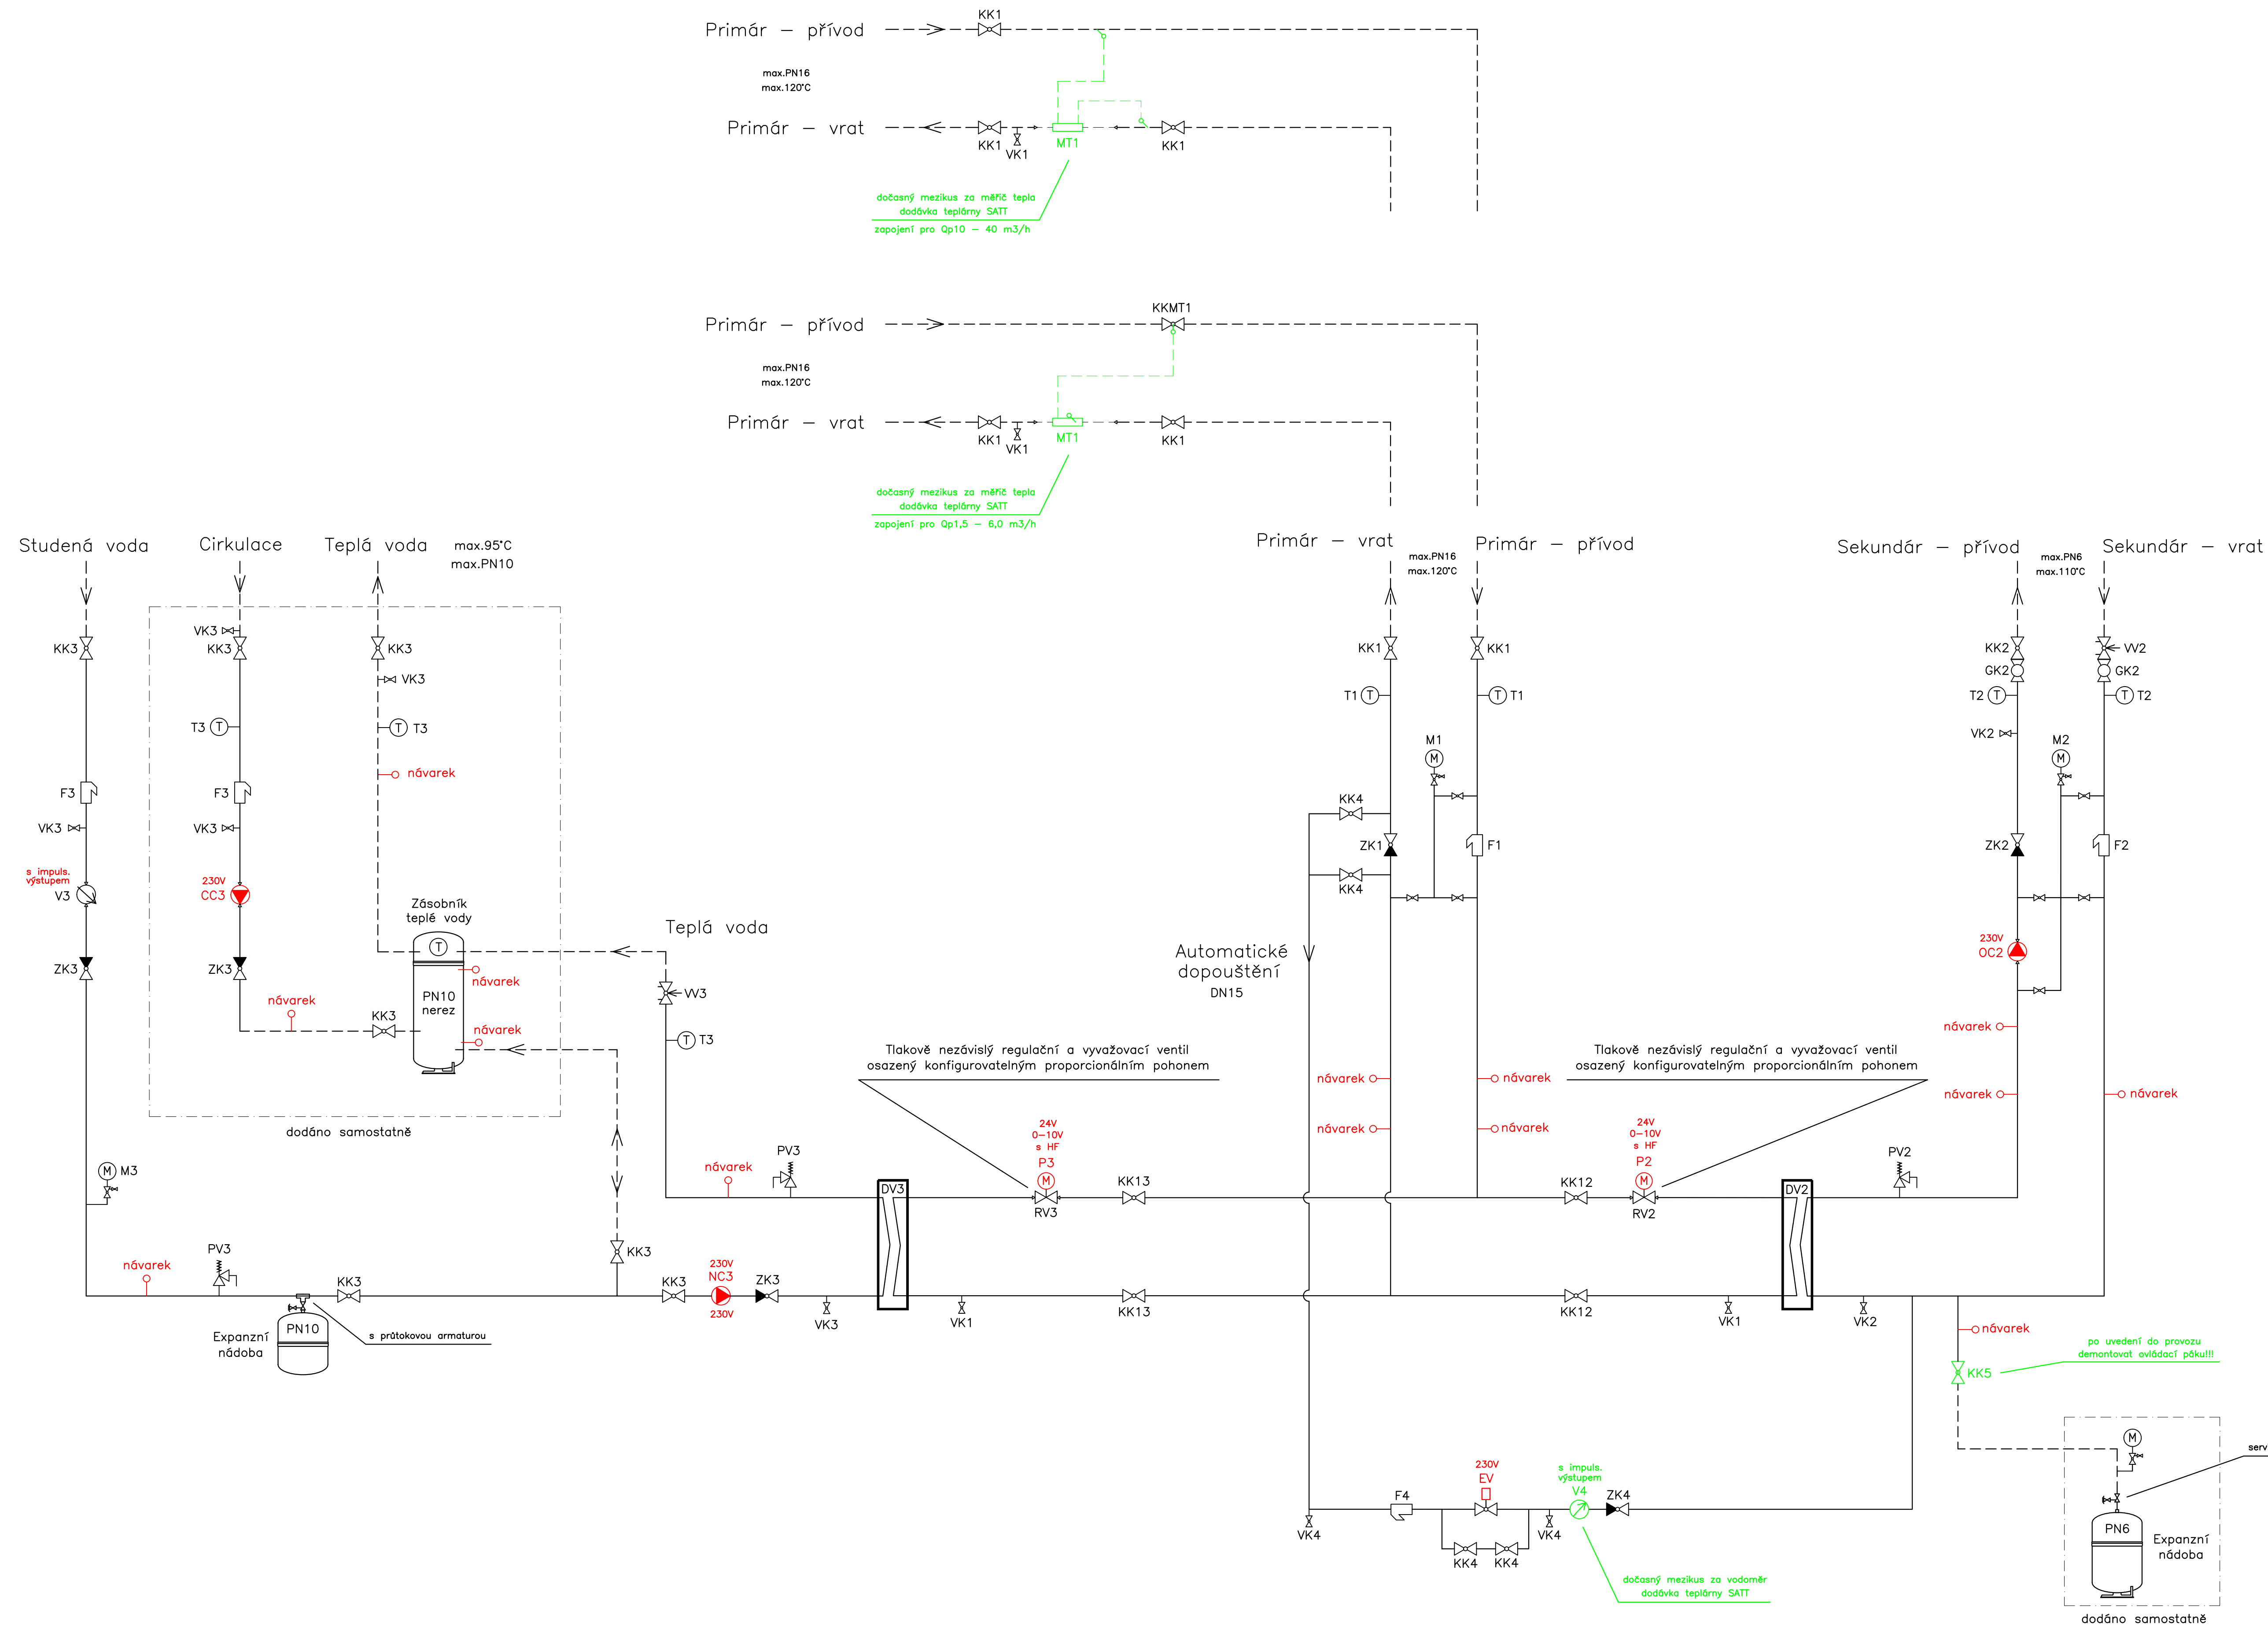 KK1
Primár – přívod
max.PN16
max.120°C
Primár – vrat
KK1
VK1
MT1
KK1
dočasný mezikus za měřič tepla
dodávka teplárny SATT
zapojení pro Qp10 – 40 m3/h
KKMT1
Primár – přívod
max.PN16
max.120°C
Primár – vrat
KK1
VK1
MT1
KK1
dočasný mezikus za měřič tepla
dodávka teplárny SATT
zapojení pro Qp1,5 – 6,0 m3/h
Studená voda
Cirkulace
Teplá voda
max.95°C
max.PN10
Primár – vrat
max.PN16
max.120°C
Primár – přívod
Sekundár – přívod
max.PN6
max.110°C
Sekundár – vrat
KK3
VK3
KK3
KK3
VK3
KK1
KK1
KK2
GK2
VV2
GK2
T3
T
T
T3
T1
T
T
T1
T2
T
T
T2
VK2
návarek
M1
M
M2
M
F3
F3
VK3
VK3
KK4
ZK1
F1
KK4
ZK2
F2
s impuls.
výstupem
V3
230V
CC3
Zásobník
teplé vody
T
PN10
nerez
Teplá voda
ZK3
ZK3
návarek
KK3
návarek
návarek
VV3
T
T3
Automatické
dopouštění
DN15
230V
OC2
návarek
návarek
návarek
Tlakově nezávislý regulační a vyvažovací ventil
osazený konfigurovatelným proporcionálním pohonem
Tlakově nezávislý regulační a vyvažovací ventil
osazený konfigurovatelným proporcionálním pohonem
návarek
návarek
návarek
návarek
dodáno samostatně
M
M3
návarek
PV3
DV3
24V
0–10V
s HF
P3
M
RV3
KK13
KK12
24V
0–10V
s HF
P2
M
RV2
DV2
PV2
návarek
PV3
KK3
KK3
KK3
230V
NC3
230V
ZK3
VK3
VK1
KK13
KK12
VK1
VK2
PN10
Expanzní
nádoba
s průtokovou armaturou
návarek
KK5
po uvedení do provozu
demontovat ovládací páku!!!
M
serv
PN6
Expanzní
nádoba
dodáno samostatně
VK4
F4
230V
EV
KK4
KK4
VK4
s impuls.
výstupem
V4
ZK4
dočasný mezikus za vodoměr
dodávka teplárny SATT